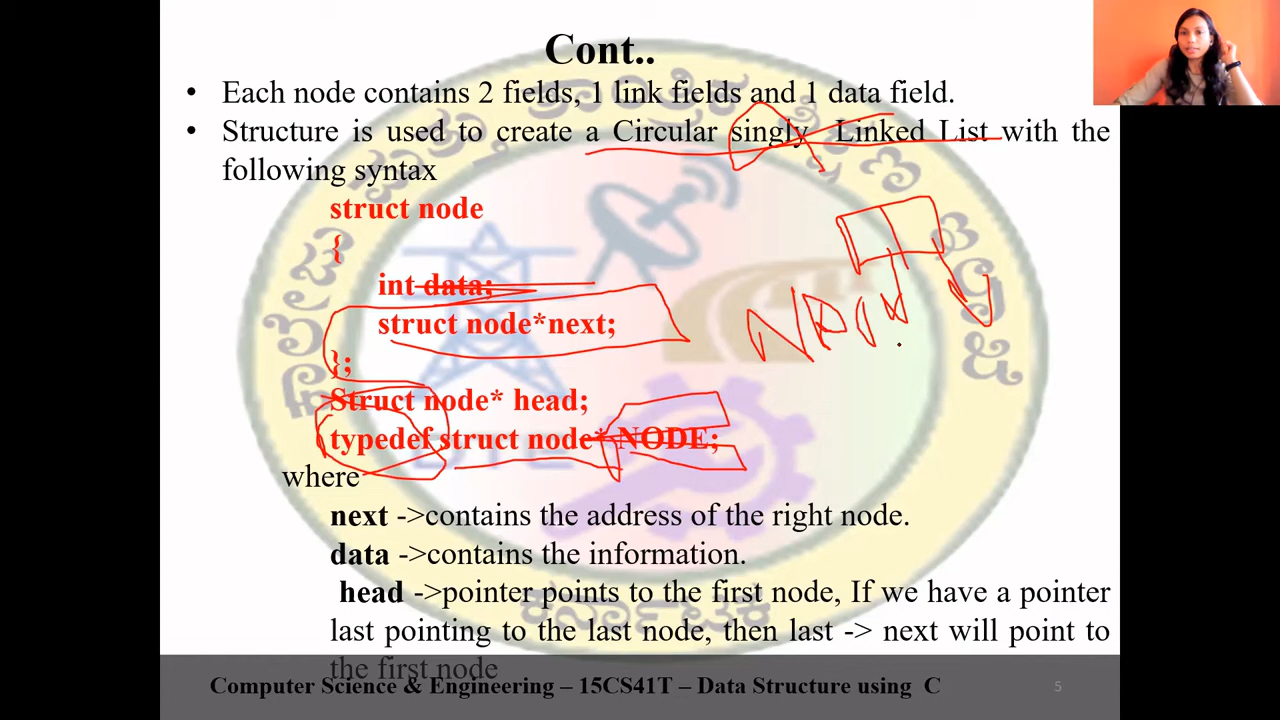 Cont..
• Each node contains 2 fields, 1 link fields and 1 data field.
• Structure is used to create a Circular singly Linked List with the
following syntax
struct node
{
int data;
struct node*next;
};
Struct node* head;
typedef struct node* NODE;
where
next ->contains the address of the right node.
data ->contains the information.
head ->pointer points to the first node, If we have a pointer
last pointing to the last node, then last -> next will point to
the first node
Computer Science & Engineering – 15CS41T – Data Structure using C
5